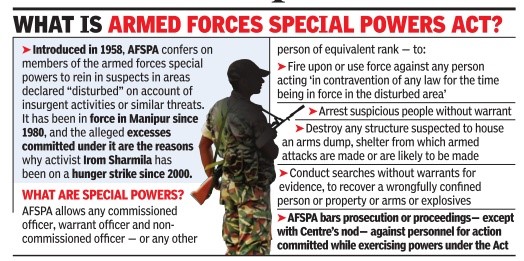 WHAT IS ARMED FORCES SPECIAL POWERS ACT?
➤ Introduced in 1958, AFSPA confers on
members of the armed forces special
powers to rein in suspects in areas
declared “disturbed” on account of
insurgent activities or similar threats.
It has been in force in Manipur since
1980, and the alleged excesses
committed under it are the reasons
why activist Irom Sharmila has
been on a hunger strike since 2000.
WHAT ARE SPECIAL POWERS?
AFSPA allows any commissioned
officer, warrant officer and non-
commissioned officer — or any other
person of equivalent rank — to:
➤ Fire upon or use force against any person
acting ‘in contravention of any law for the time
being in force in the disturbed area’
➤ Arrest suspicious people without warrant
➤ Destroy any structure suspected to house
an arms dump, shelter from which armed
attacks are made or are likely to be made
➤ Conduct searches without warrants for
evidence, to recover a wrongfully confined
person or property or arms or explosives
➤ AFSPA bars prosecution or proceedings— except
with Centre's nod— against personnel for action
committed while exercising powers under the Act